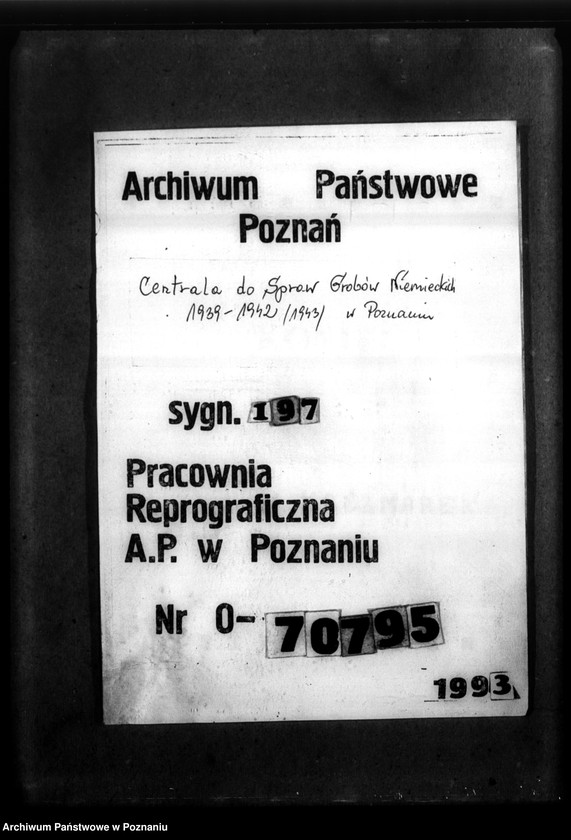 Archiwum Państwowe
Poznań
Centrala do Spraw Grobów Niemieckich
1939-1942 /1943/ w Poznaniu
sygn. 197
Pracownia
Reprograficzna
A.P. w Poznaniu
Nr 0-70795
1993
Archiwum Państwowe w Poznaniu